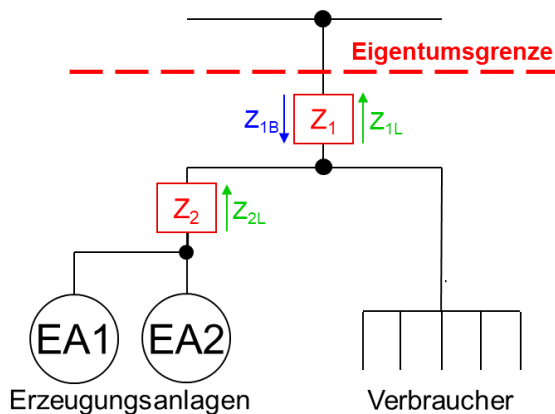 Eigentumsgrenze
Z1B Z1 Z1L
Z2 Z2L
EA1 EA2
Erzeugungsanlagen Verbraucher